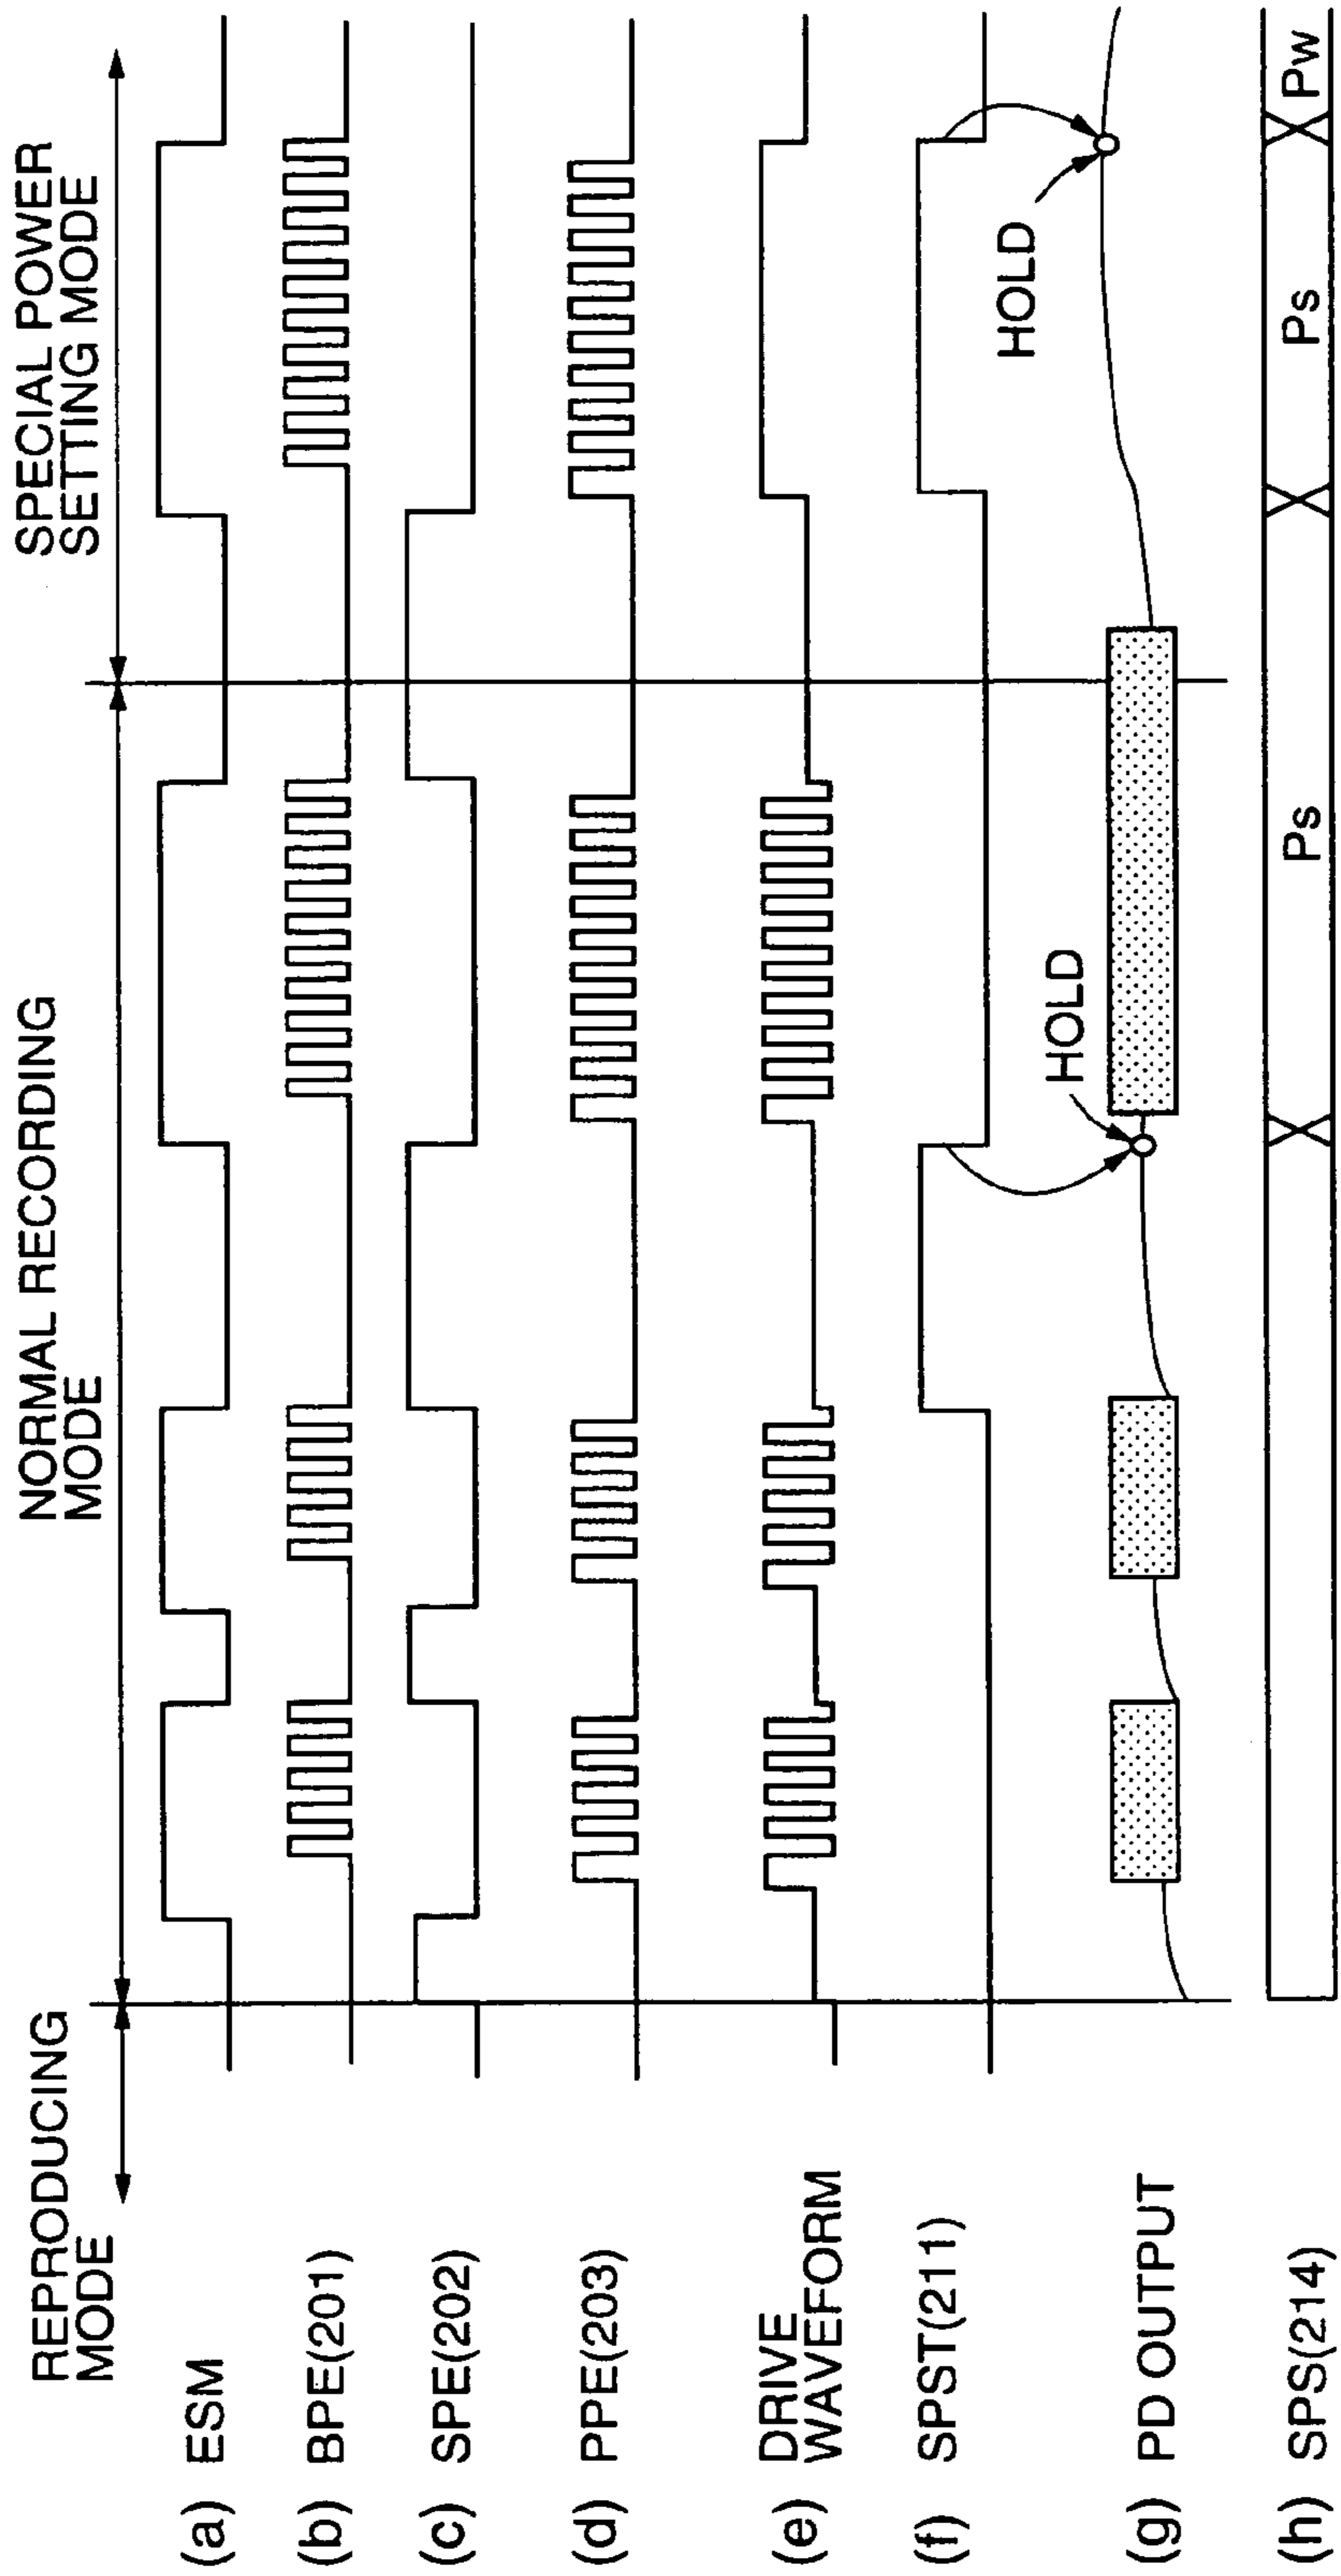 REPRODUCING
MODE
NORMAL RECORDING
MODE
SPECIAL POWER
SETTING MODE
(a) ESM
(b) BPE(201)
(c) SPE(202)
(d) PPE(203)
(e) DRIVE
WAVEFORM
(f) SPST(211)
HOLD
HOLD
(g) PD OUTPUT
(h) SPS(214)
Ps
Ps
Pw